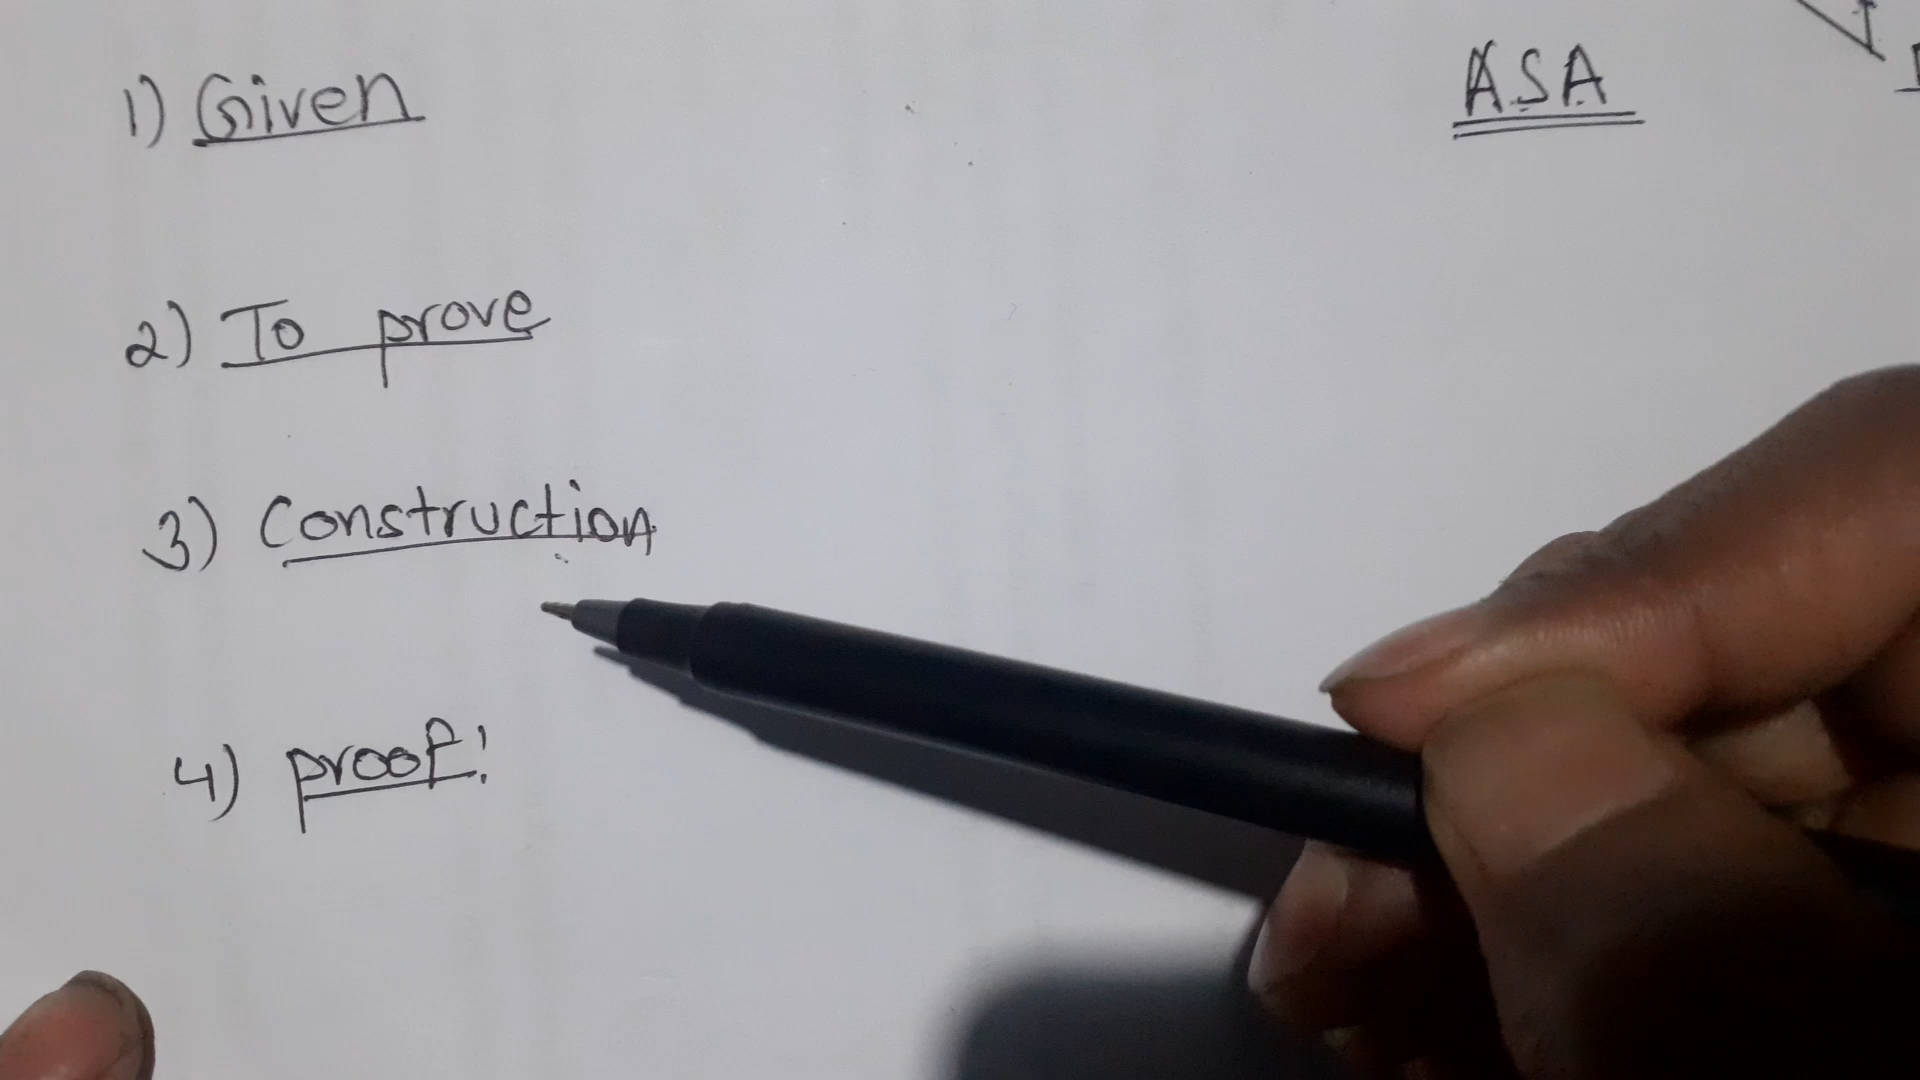 1) Given
ASA
2) To prove
3) Construction
4) proof: